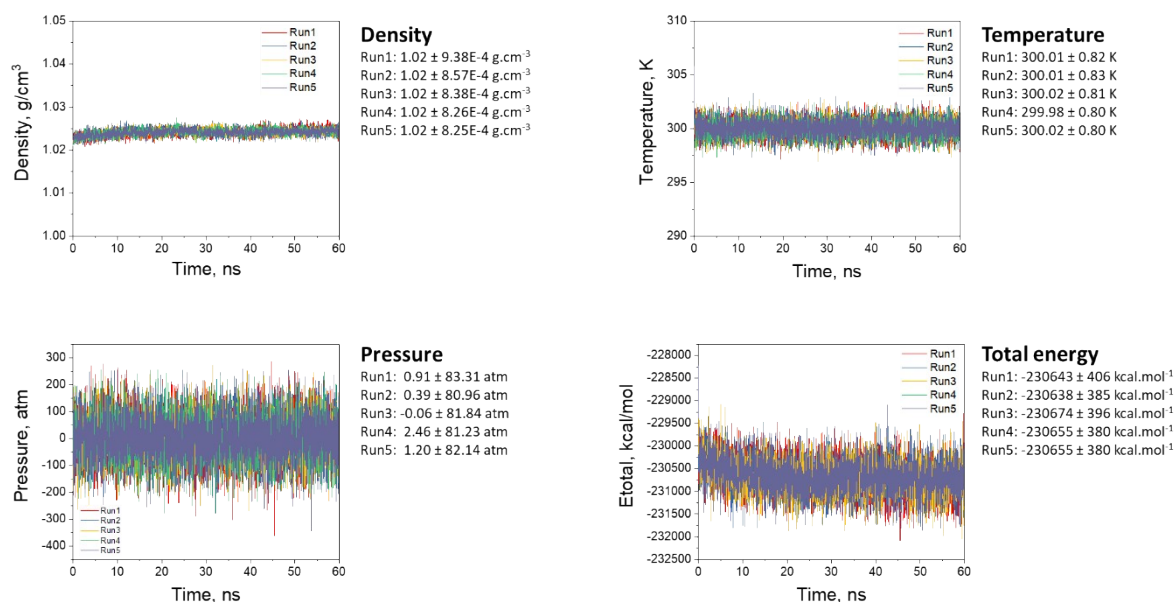 1.05
1.04
1.03
1.02
1.01
1.00
Density, g/cm³
0 10 20 30 40 50 60
Time, ns
Run1
Run2
Run3
Run4
Run5
Density
Run1: 1.02 ± 9.38E-4 g.cm⁻³
Run2: 1.02 ± 8.57E-4 g.cm⁻³
Run3: 1.02 ± 8.38E-4 g.cm⁻³
Run4: 1.02 ± 8.26E-4 g.cm⁻³
Run5: 1.02 ± 8.25E-4 g.cm⁻³
310
305
300
295
290
Temperature, K
0 10 20 30 40 50 60
Time, ns
Run1
Run2
Run3
Run4
Run5
Temperature
Run1: 300.01 ± 0.82 K
Run2: 300.01 ± 0.83 K
Run3: 300.02 ± 0.81 K
Run4: 299.98 ± 0.80 K
Run5: 300.02 ± 0.80 K
300
200
100
0
-100
-200
-300
-400
Pressure, atm
Run1
Run2
Run3
Run4
Run5
0 10 20 30 40 50 60
Time, ns
Pressure
Run1: 0.91 ± 83.31 atm
Run2: 0.39 ± 80.96 atm
Run3: -0.06 ± 81.84 atm
Run4: 2.46 ± 81.23 atm
Run5: 1.20 ± 82.14 atm
-228000
-228500
-229000
-229500
-230000
-230500
-231000
-231500
-232000
-232500
Etotal, kcal/mol
0 10 20 30 40 50 60
Time, ns
Run1
Run2
Run3
Run4
Run5
Total energy
Run1: -230643 ± 406 kcal.mol⁻¹
Run2: -230638 ± 385 kcal.mol⁻¹
Run3: -230674 ± 396 kcal.mol⁻¹
Run4: -230655 ± 380 kcal.mol⁻¹
Run5: -230655 ± 380 kcal.mol⁻¹